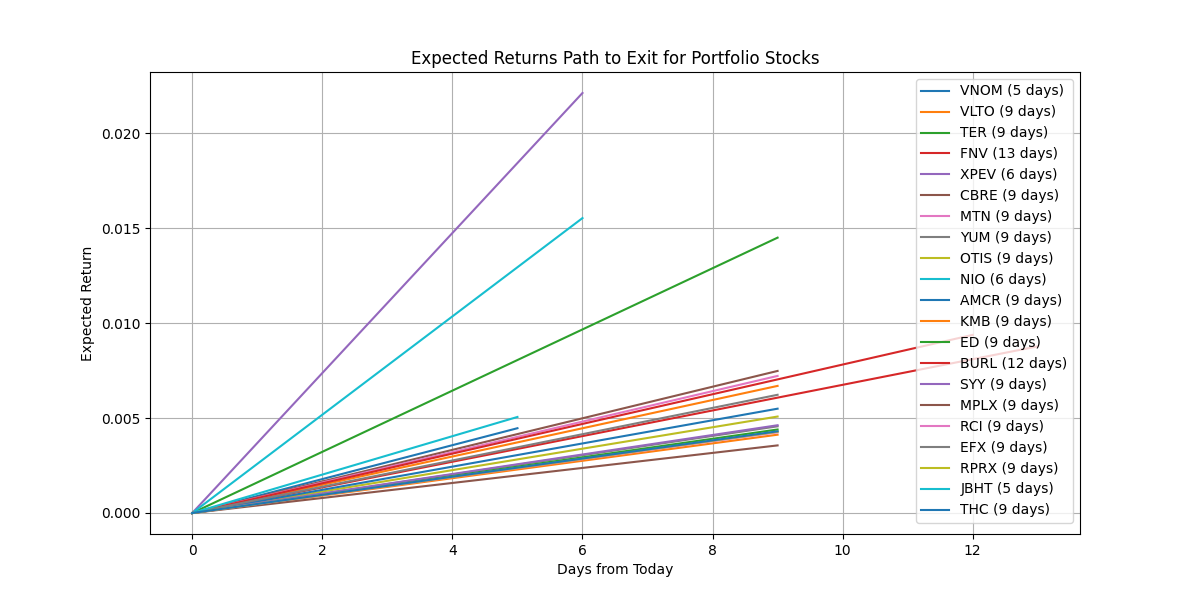 Expected Returns Path to Exit for Portfolio Stocks
Expected Return
0.020
0.015
0.010
0.005
0.000
VNOM (5 days)
VLTO (9 days)
TER (9 days)
FNV (13 days)
XPEV (6 days)
CBRE (9 days)
MTN (9 days)
YUM (9 days)
OTIS (9 days)
NIO (6 days)
AMCR (9 days)
KMB (9 days)
ED (9 days)
BURL (12 days)
SYY (9 days)
MPLX (9 days)
RCI (9 days)
EFX (9 days)
RPRX (9 days)
JBHT (5 days)
THC (9 days)
0 2 4 6 8 10 12
Days from Today